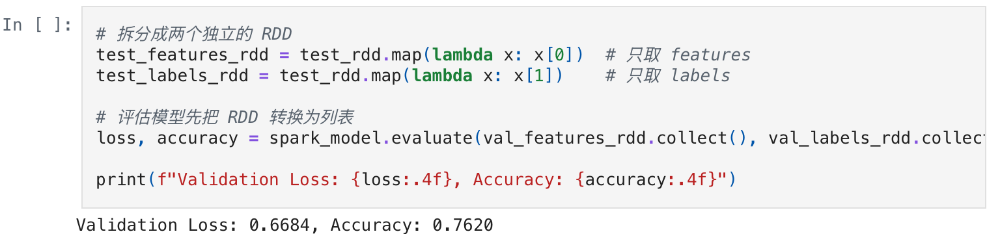 In [ ]:
# 拆分成两个独立的 RDD
test_features_rdd = test_rdd.map(lambda x: x[0])  # 只取 features
test_labels_rdd = test_rdd.map(lambda x: x[1])    # 只取 labels
# 评估模型先把 RDD 转换为列表
loss, accuracy = spark_model.evaluate(val_features_rdd.collect(), val_labels_rdd.collec
print(f"Validation Loss: {loss:.4f}, Accuracy: {accuracy:.4f}")
Validation Loss: 0.6684, Accuracy: 0.7620